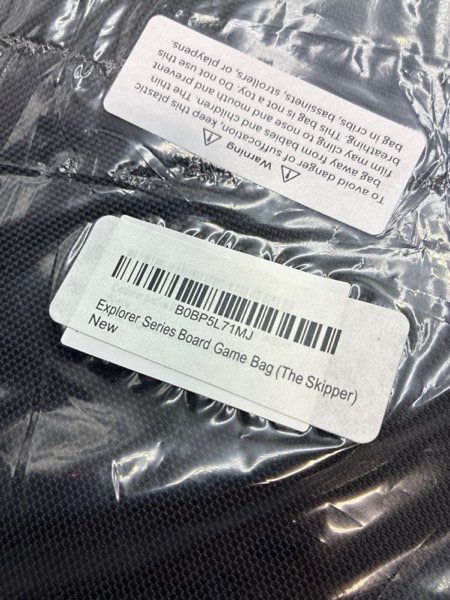 Warning
To avoid danger of suffocation, keep this plastic
bag away from babies and children. The thin
film may cling to nose and mouth and prevent
breathing. This bag is not a toy. Do not use this
bag in cribs, bassinets, strollers, or playpens.
B0BP5L71MJ
Explorer Series Board Game Bag (The Skipper)
New